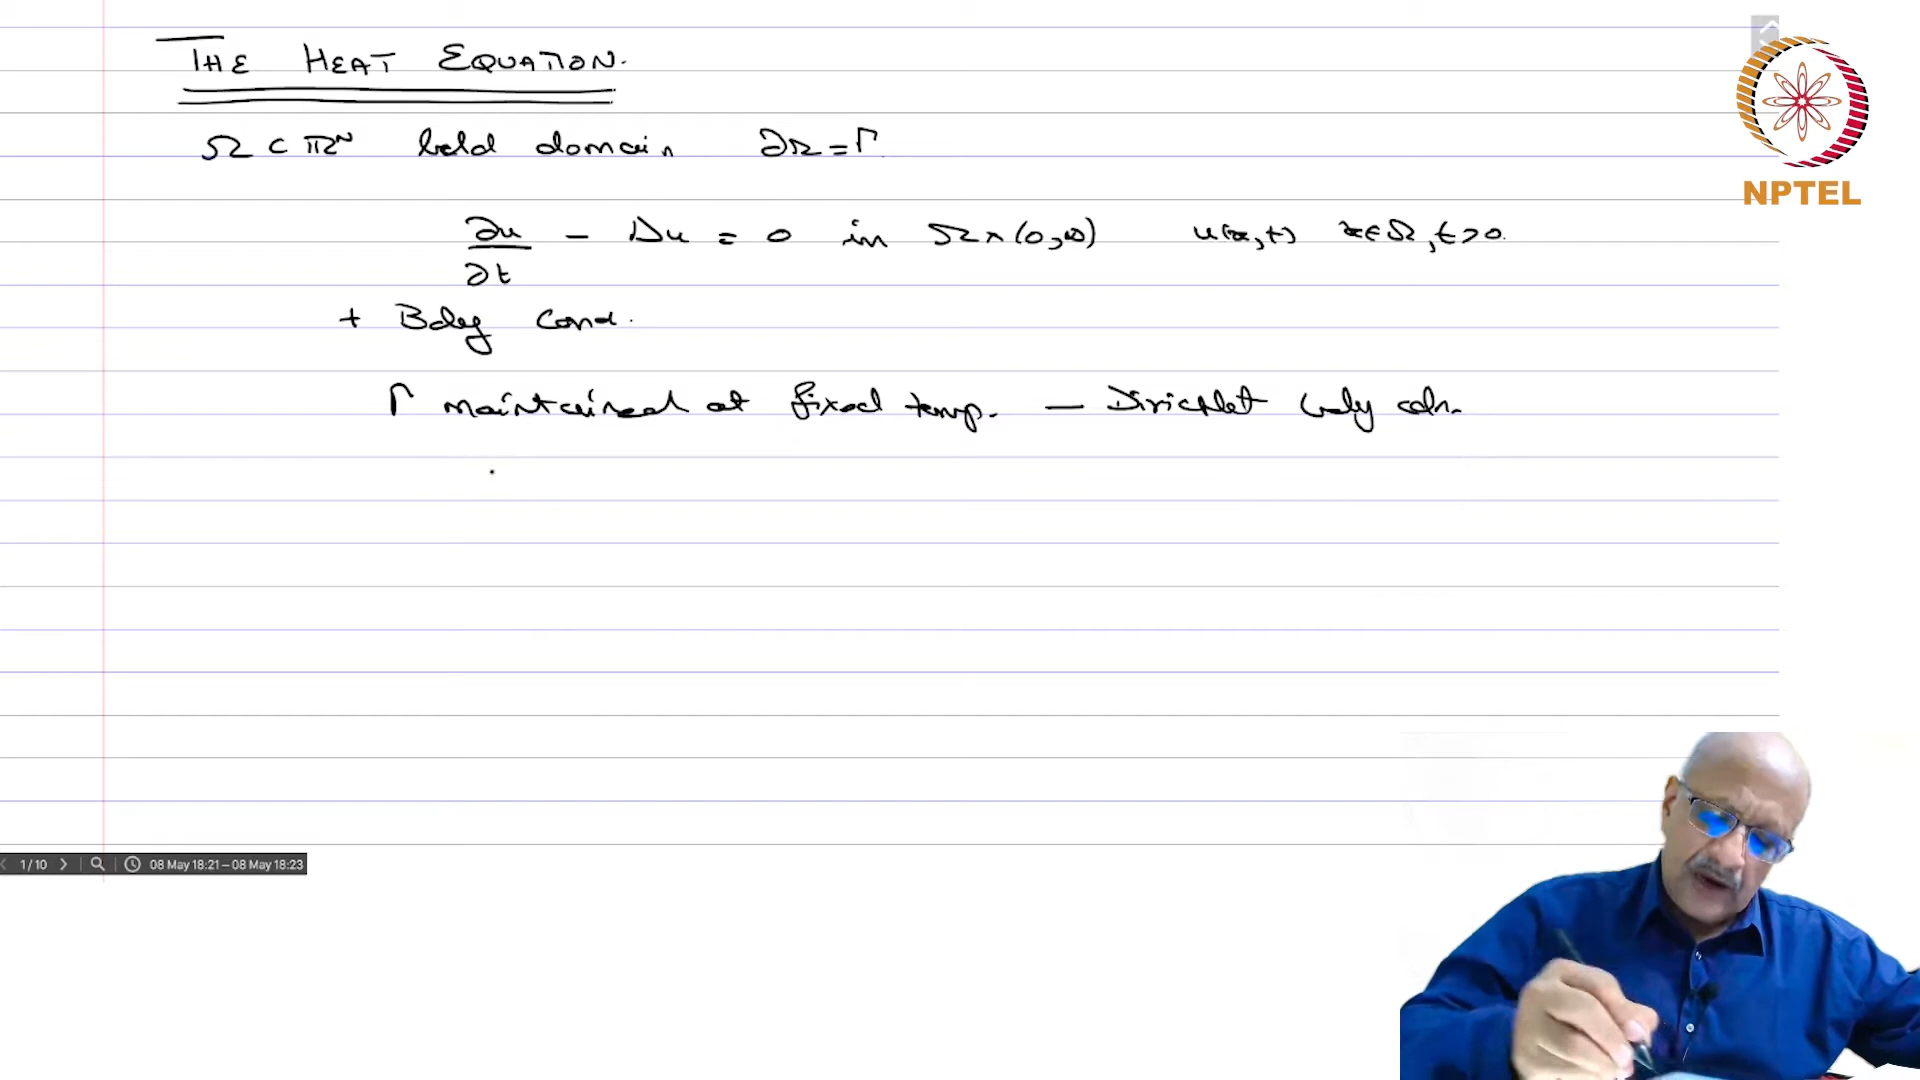 THE HEAT EQUATION.
Ω ⊂ ℝᴺ bdd domain ∂Ω = Γ
∂u/∂t − Δu = 0 in Ω×(0,∞) u(x,t) x∈Ω, t>0.
+ Bdry Cond.
Γ maintained at fixed temp. — Dirichlet bdry cdn.
NPTEL
1/10 08 May 18:21 – 08 May 18:23